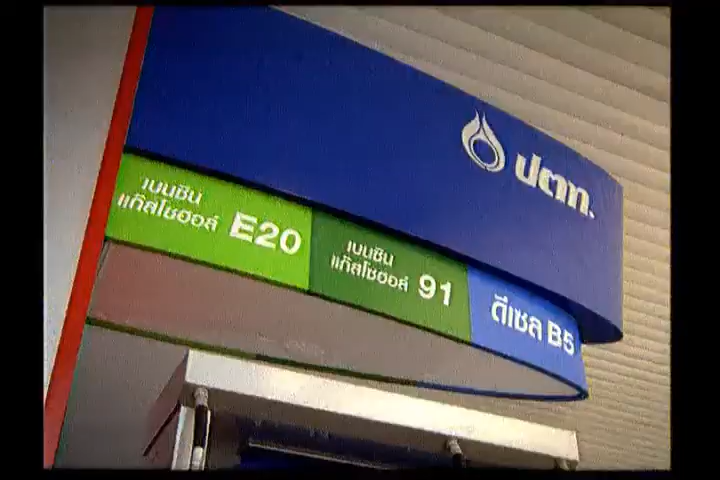 ปตท.
เบนซิน
แก๊สโซฮอล์ E20
เบนซิน
แก๊สโซฮอล์ 91
ดีเซล B5